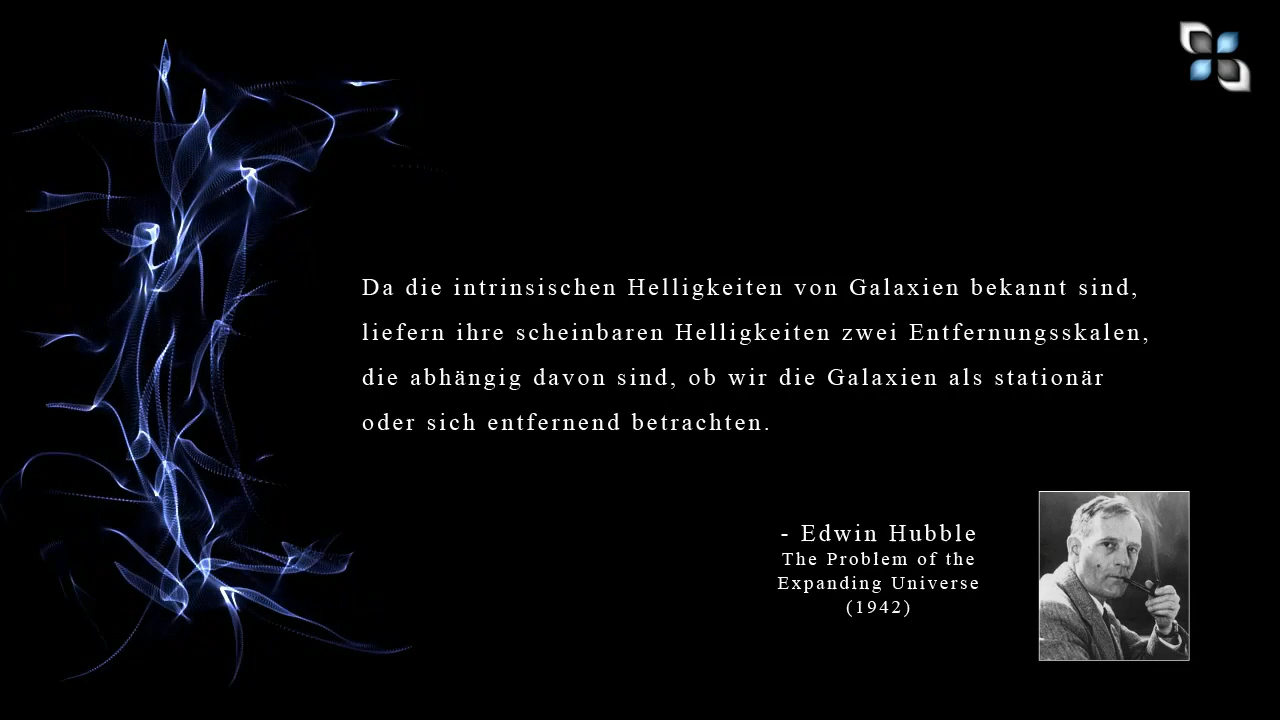 Da die intrinsischen Helligkeiten von Galaxien bekannt sind,
liefern ihre scheinbaren Helligkeiten zwei Entfernungsskalen,
die abhängig davon sind, ob wir die Galaxien als stationär
oder sich entfernend betrachten.
- Edwin Hubble
The Problem of the
Expanding Universe
(1942)